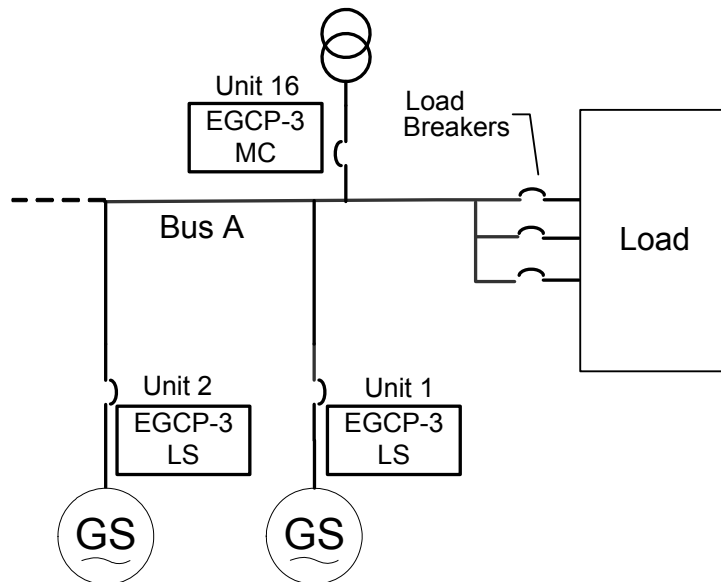 Unit 16
EGCP-3
MC
Load
Breakers
Bus A
Load
Unit 2
EGCP-3
LS
Unit 1
EGCP-3
LS
GS
GS